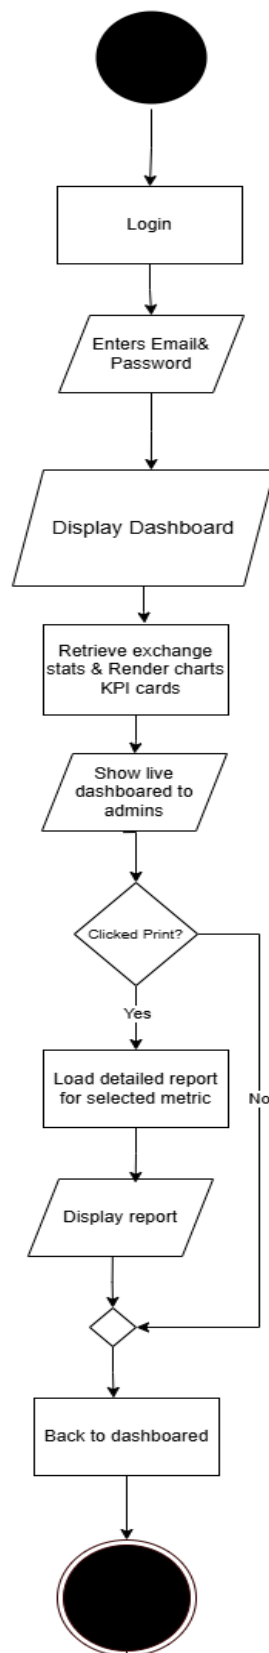 Login
Enters Email&
Password
Display Dashboard
Retrieve exchange
stats & Render charts
KPI cards
Show live
dashboared to
admins
Clicked Print?
Yes
Load detailed report
for selected metric
No
Display report
Back to dashboared